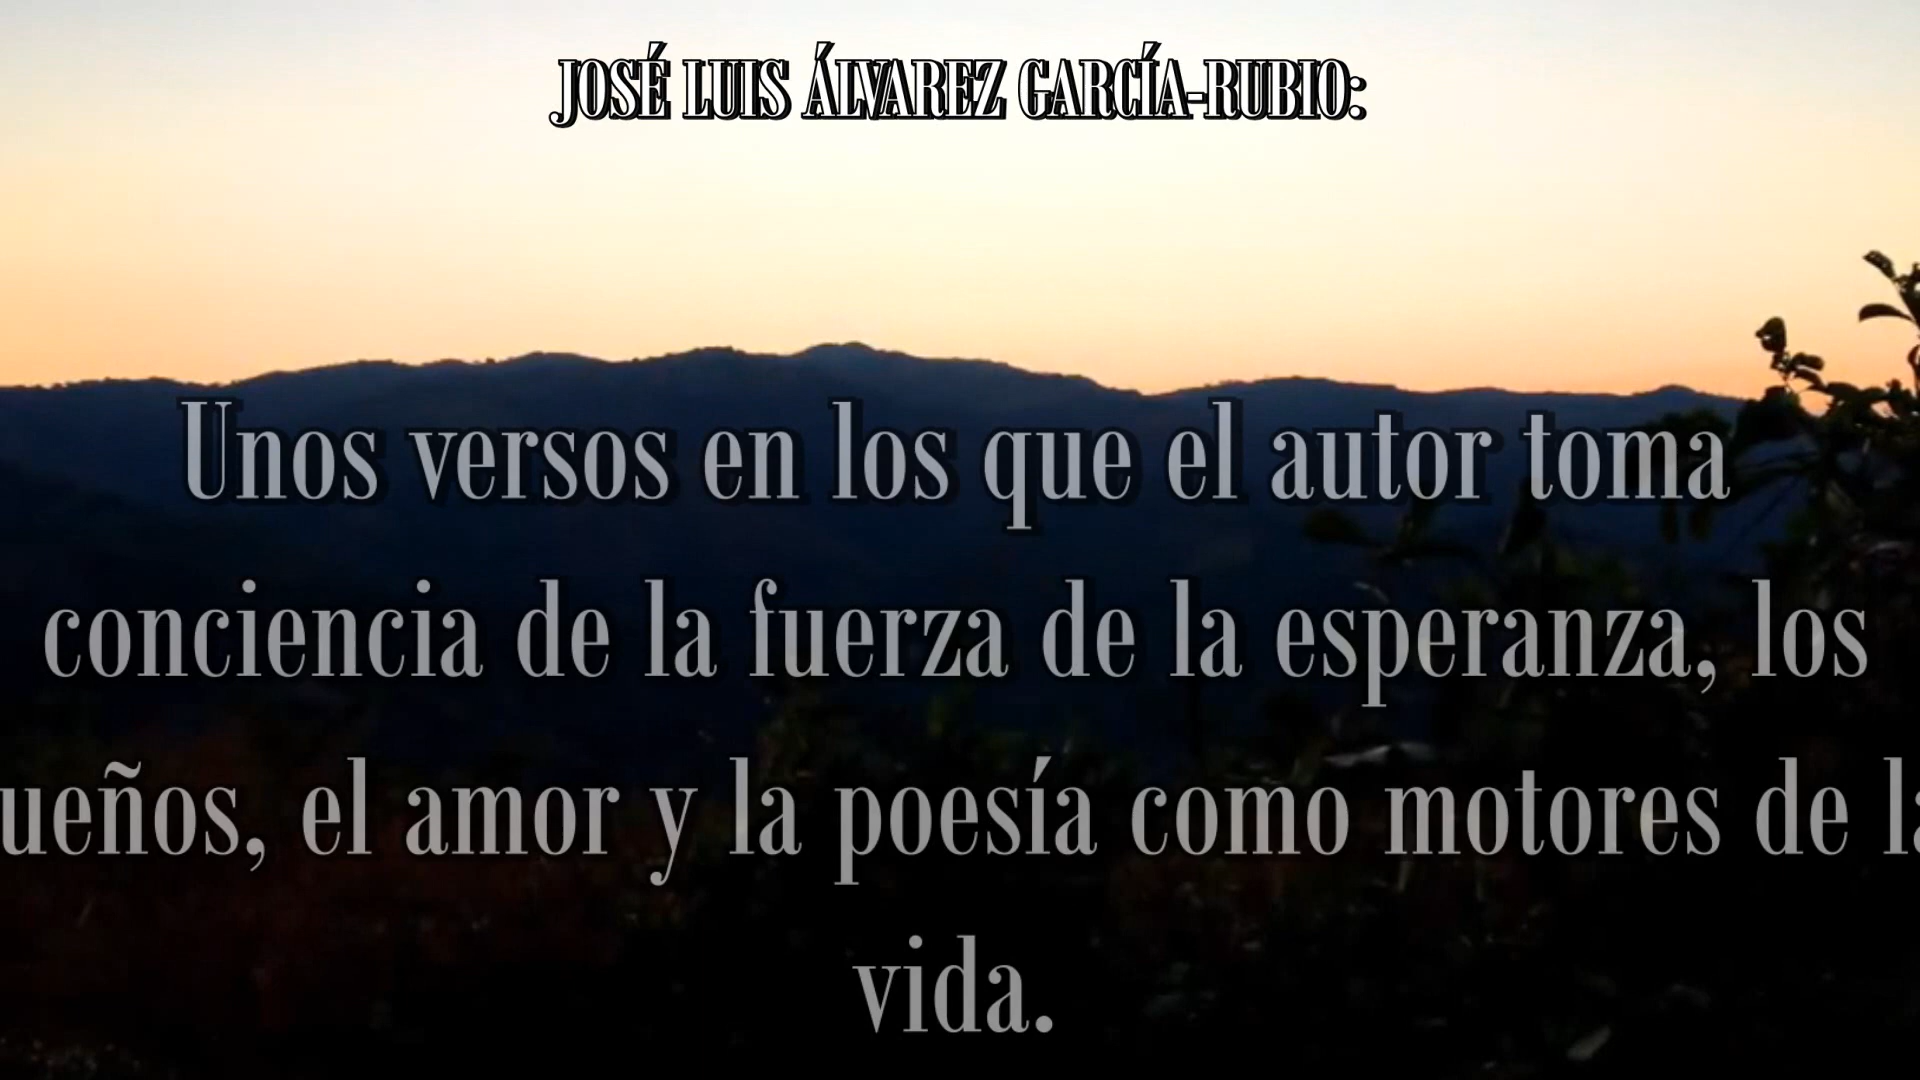 JOSÉ LUIS ÁLVAREZ GARCÍA-RUBIO:
Unos versos en los que el autor toma
conciencia de la fuerza de la esperanza, los
ueños, el amor y la poesía como motores de la
vida.